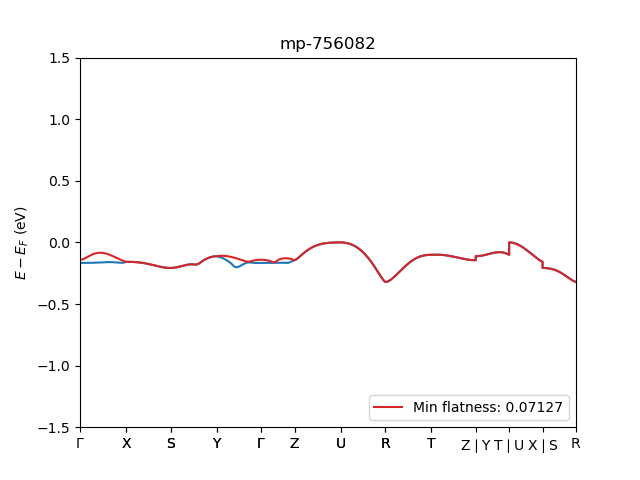 mp-756082
E − E_F (eV)
1.5
1.0
0.5
0.0
−0.5
−1.0
−1.5
Min flatness: 0.07127
Γ X S Y Γ Z U R T Z | Y T | U X | S R